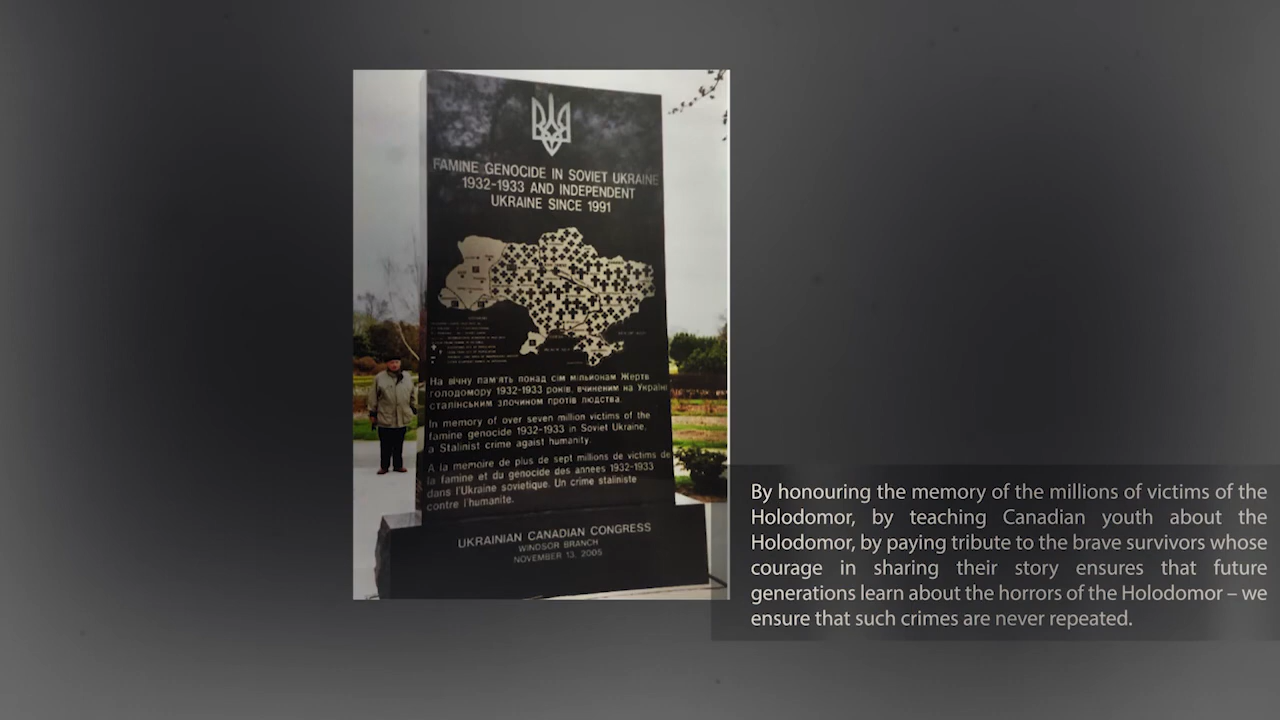 FAMINE GENOCIDE IN SOVIET UKRAINE
1932-1933 AND INDEPENDENT
UKRAINE SINCE 1991
На вічну пам'ять понад сім мільйонам Жертв
голодомору 1932-1933 років, вчиненим на Україні
сталінським злочином протів людства.
In memory of over seven million victims of the
famine genocide 1932-1933 in Soviet Ukraine,
a Stalinist crime agaist humanity.
A la memoire de plus de sept millions de victims de
la famine et du genocide des annees 1932-1933
dans l'Ukraine sovietique. Un crime staliniste
contre l'humanite.
UKRAINIAN CANADIAN CONGRESS
WINDSOR BRANCH
NOVEMBER 13, 2005
By honouring the memory of the millions of victims of the
Holodomor, by teaching Canadian youth about the
Holodomor, by paying tribute to the brave survivors whose
courage in sharing their story ensures that future
generations learn about the horrors of the Holodomor – we
ensure that such crimes are never repeated.